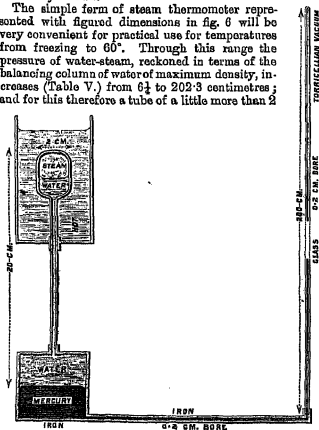 The simple form of steam thermometer repre-
sented with figured dimensions in fig. 6 will be
very convenient for practical use for temperatures
from freezing to 60°. Through this range the
pressure of water-steam, reckoned in terms of the
balancing column of water of maximum density, in-
creases (Table V.) from 6¼ to 202·3 centimetres;
and for this therefore a tube of a little more than 2
2 CM.
STEAM
WATER
20-CM.
WATER
MERCURY
IRON
IRON
0·2 CM. BORE
TORRICELLIAN VACUUM
0·2 CM. BORE
GLASS